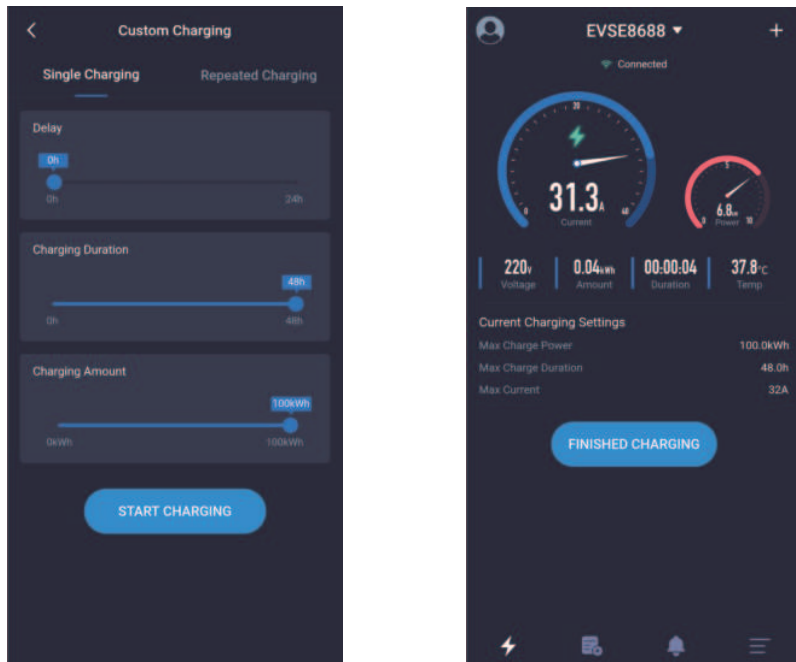 Custom Charging
Single Charging Repeated Charging
Delay
0h
0h 24h
Charging Duration
48h
0h 48h
Charging Amount
100kWh
0kWh 100kWh
START CHARGING
EVSE8688
Connected
20
31.3A
0 40
Current
5
6.8kW
0 10
Power
220V 0.04kWh 00:00:04 37.8°C
Voltage Amount Duration Temp
Current Charging Settings
Max Charge Power 100.0kWh
Max Charge Duration 48.0h
Max Current 32A
FINISHED CHARGING